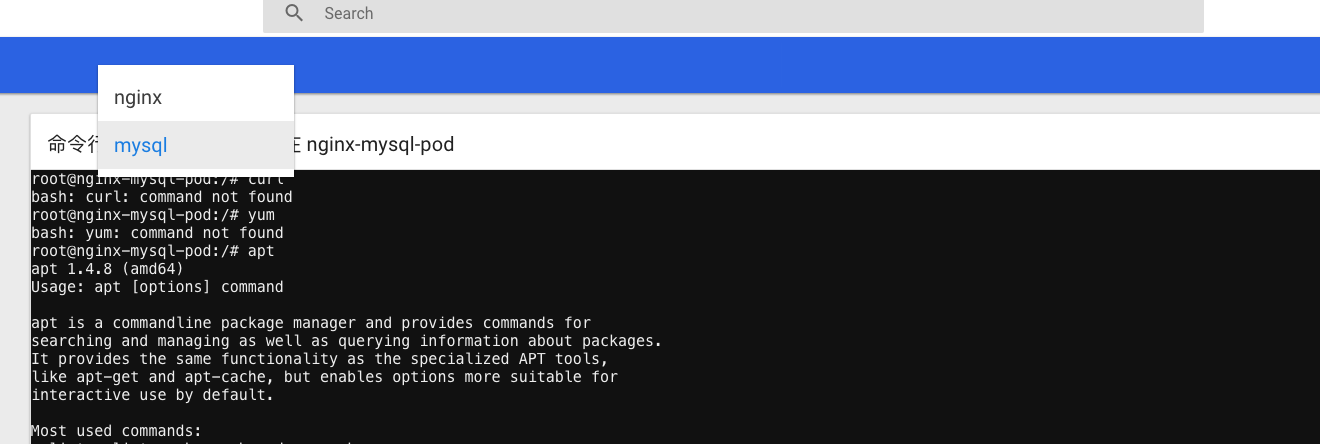 Search
nginx
mysql
命令行 nginx-mysql-pod
root@nginx-mysql-pod:/# curl
bash: curl: command not found
root@nginx-mysql-pod:/# yum
bash: yum: command not found
root@nginx-mysql-pod:/# apt
apt 1.4.8 (amd64)
Usage: apt [options] command
apt is a commandline package manager and provides commands for
searching and managing as well as querying information about packages.
It provides the same functionality as the specialized APT tools,
like apt-get and apt-cache, but enables options more suitable for
interactive use by default.
Most used commands: